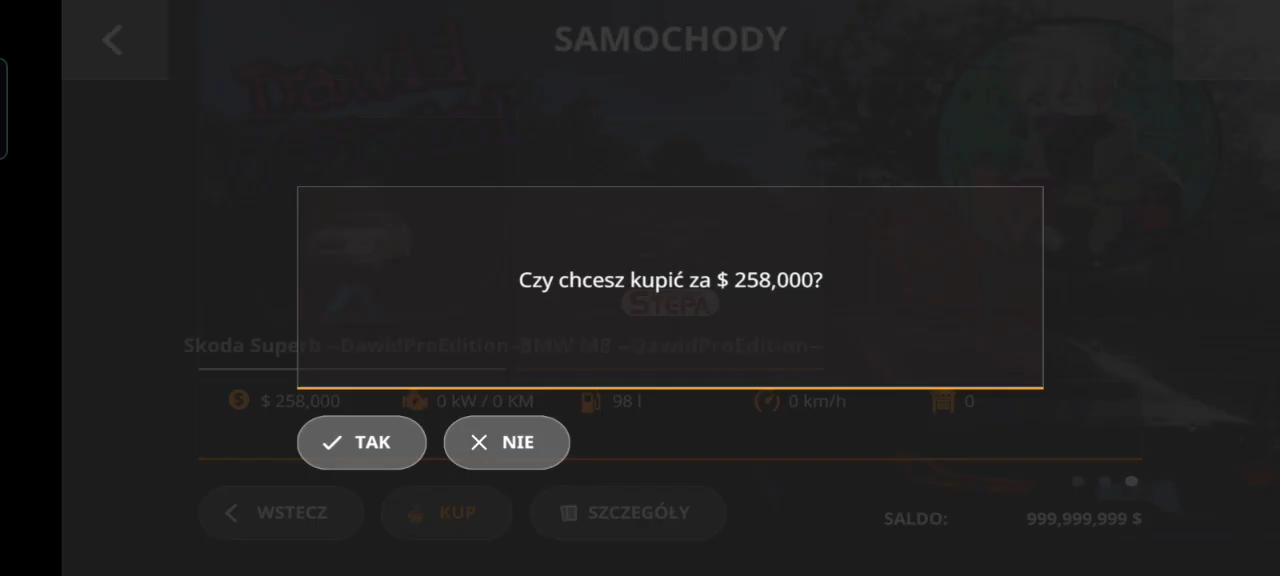 SAMOCHODY
Czy chcesz kupić za $ 258,000?
STEPA
Skoda Superb --DawidProEdition--
BMW M8 --DawidProEdition--
$ 258,000
0 kW / 0 KM
98 l
0 km/h
0
TAK
NIE
WSTECZ
KUP
SZCZEGÓŁY
SALDO:
999,999,999 $